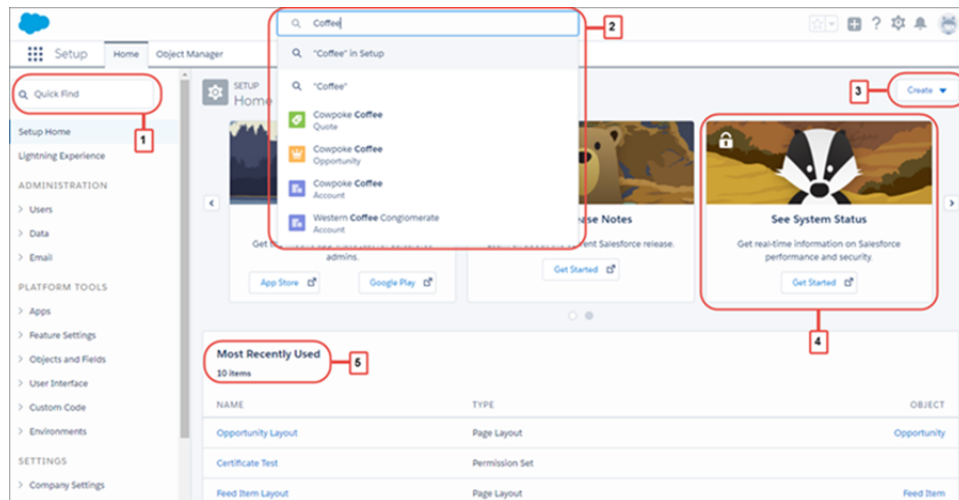 Coffee
2
"Coffee" in Setup
"Coffee"
Cowpoke Coffee
Quote
Cowpoke Coffee
Opportunity
Cowpoke Coffee
Account
Western Coffee Conglomerate
Account
Setup
Home
Object Manager
Quick Find
1
SETUP
Home
3
Create
Setup Home
Lightning Experience
ADMINISTRATION
Users
Data
Email
PLATFORM TOOLS
Apps
Feature Settings
Objects and Fields
User Interface
Custom Code
Environments
SETTINGS
Company Settings
Get
admins.
App Store
Google Play
Notes
Salesforce release.
Get Started
See System Status
Get real-time information on Salesforce
performance and security.
Get Started
4
Most Recently Used
10 items
5
NAME TYPE OBJECT
Opportunity Layout Page Layout Opportunity
Certificate Test Permission Set
Feed Item Layout Page Layout Feed Item